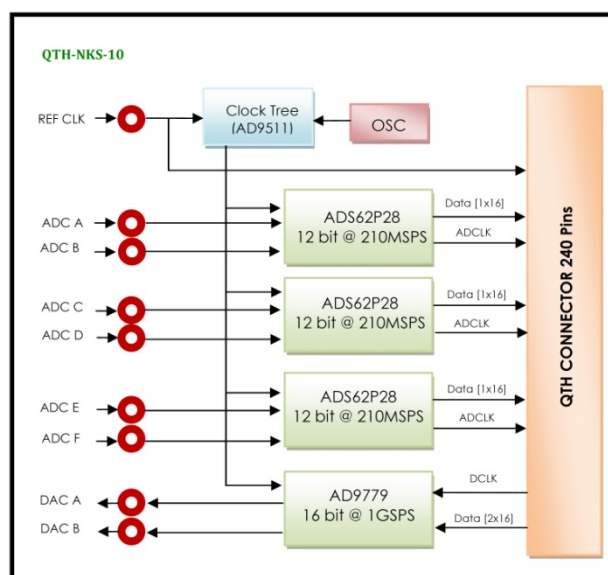 QTH-NKS-10
REF CLK
Clock Tree
(AD9511)
OSC
ADC A
ADC B
ADS62P28
12 bit @ 210MSPS
Data [1x16]
ADCLK
ADC C
ADC D
ADS62P28
12 bit @ 210MSPS
Data [1x16]
ADCLK
ADC E
ADC F
ADS62P28
12 bit @ 210MSPS
Data [1x16]
ADCLK
DAC A
DAC B
AD9779
16 bit @ 1GSPS
DCLK
Data [2x16]
QTH CONNECTOR 240 Pins